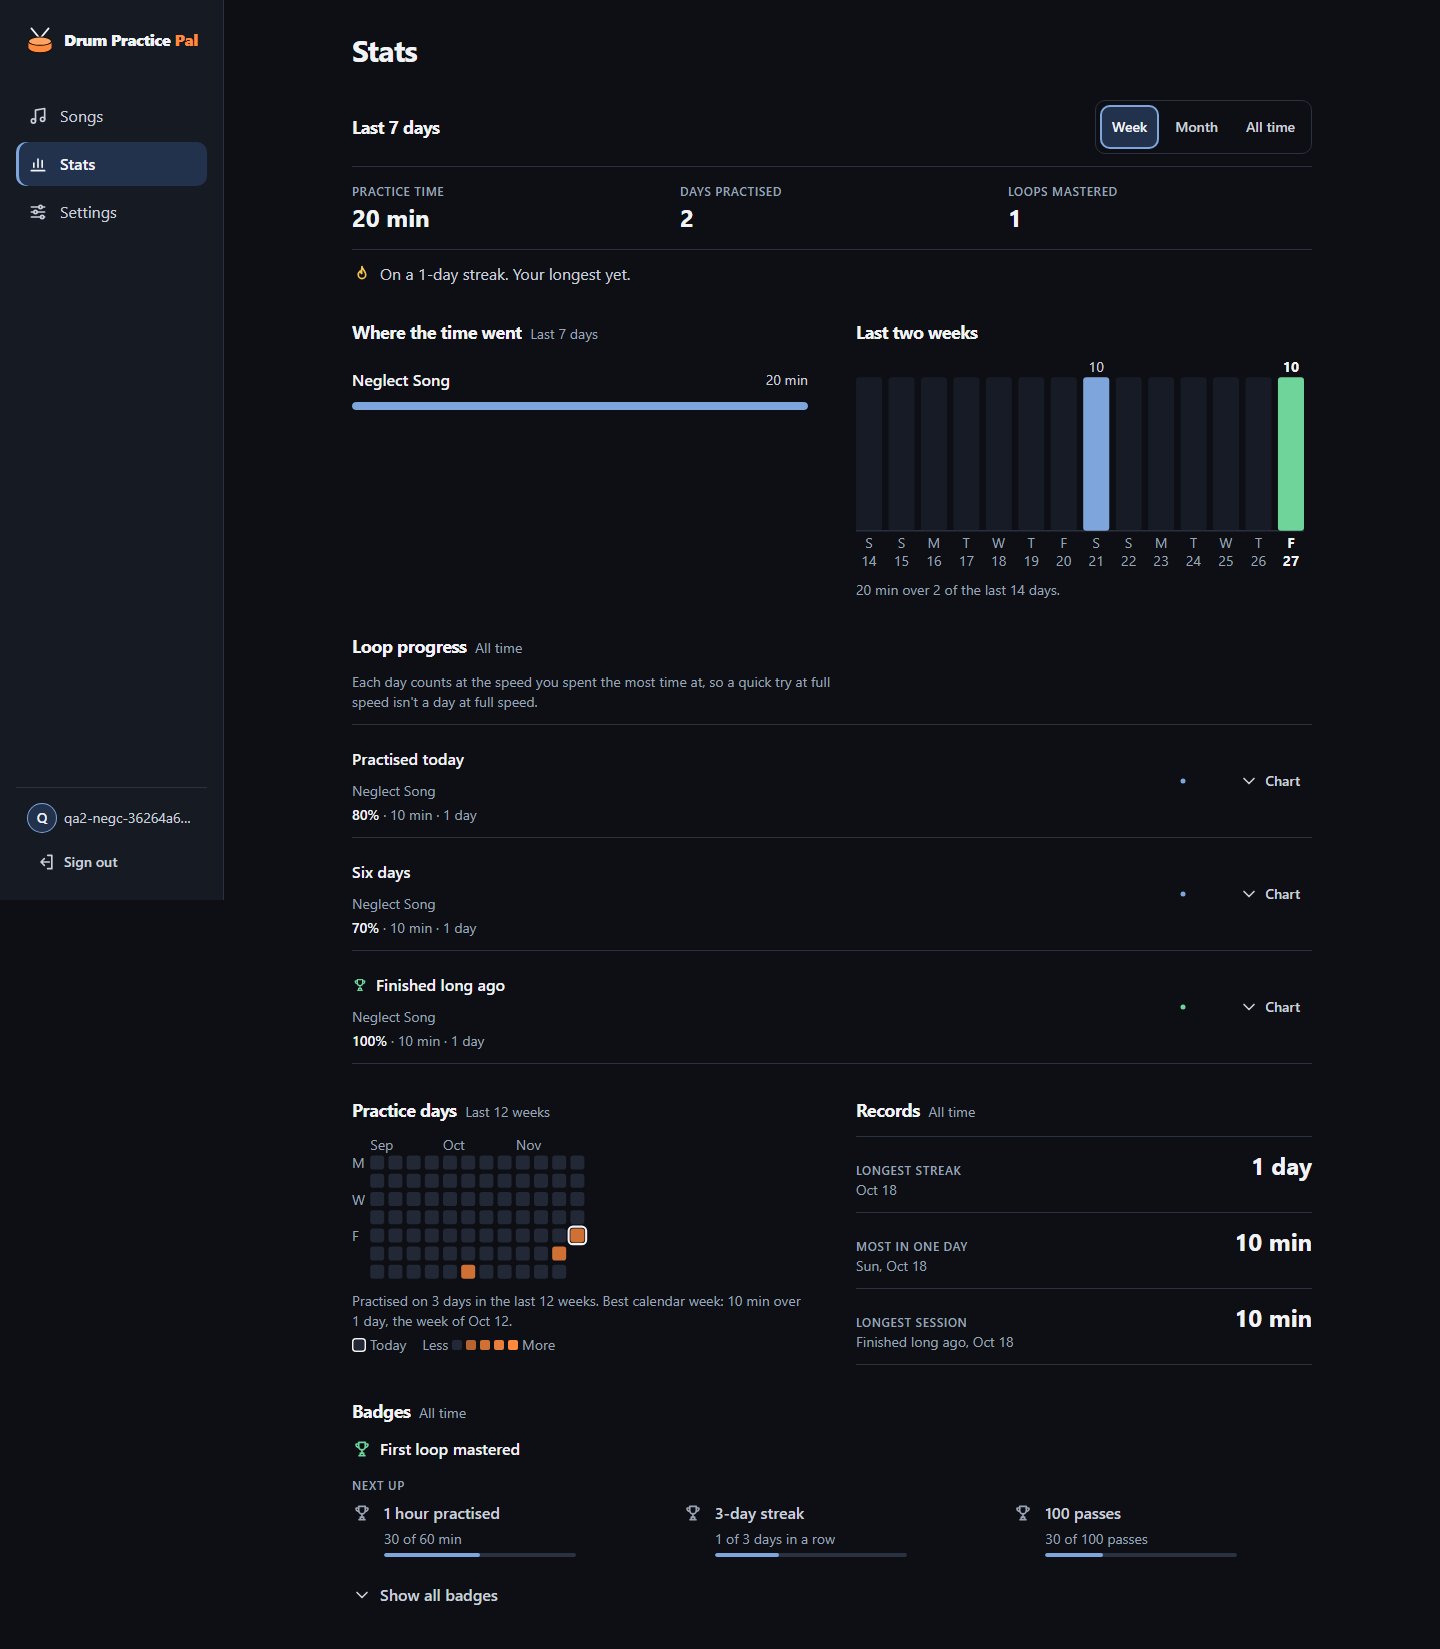 Drum Practice Pal
Songs
Stats
Settings
Q
qa2-negc-36264a6...
Sign out
Stats
Last 7 days
Week
Month
All time
PRACTICE TIME
20 min
DAYS PRACTISED
2
LOOPS MASTERED
1
On a 1-day streak. Your longest yet.
Where the time went Last 7 days
Neglect Song
20 min
Last two weeks
10
10
S S M T W T F S S M T W T F
14 15 16 17 18 19 20 21 22 23 24 25 26 27
20 min over 2 of the last 14 days.
Loop progress All time
Each day counts at the speed you spent the most time at, so a quick try at full
speed isn't a day at full speed.
Practised today
Neglect Song
80% · 10 min · 1 day
Chart
Six days
Neglect Song
70% · 10 min · 1 day
Chart
Finished long ago
Neglect Song
100% · 10 min · 1 day
Chart
Practice days Last 12 weeks
Sep Oct Nov
M
W
F
Practised on 3 days in the last 12 weeks. Best calendar week: 10 min over
1 day, the week of Oct 12.
Today Less More
Records All time
LONGEST STREAK
Oct 18
1 day
MOST IN ONE DAY
Sun, Oct 18
10 min
LONGEST SESSION
Finished long ago, Oct 18
10 min
Badges All time
First loop mastered
NEXT UP
1 hour practised
30 of 60 min
3-day streak
1 of 3 days in a row
100 passes
30 of 100 passes
Show all badges